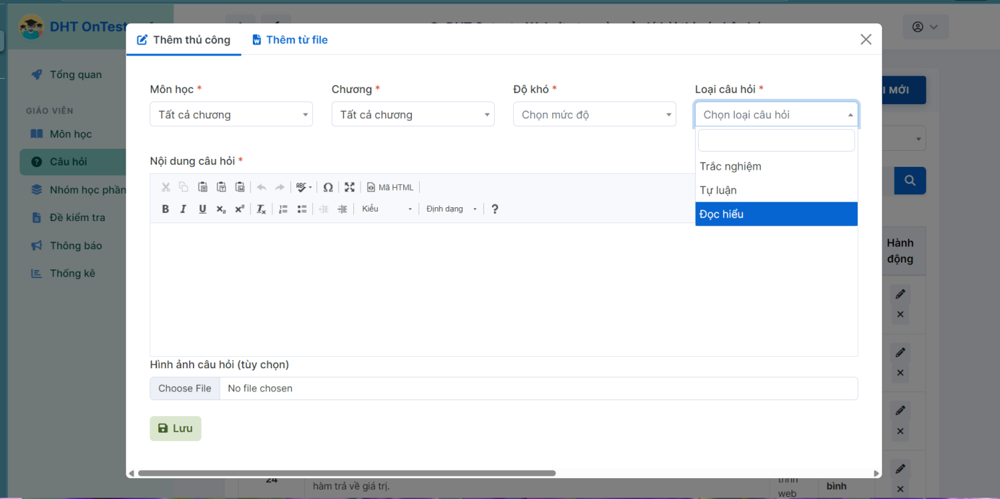 DHT OnTest
Thêm thủ công
Thêm từ file
Tổng quan
GIÁO VIÊN
Môn học
Câu hỏi
Nhóm học phần
Đề kiểm tra
Thông báo
Thống kê
Môn học *
Chương *
Độ khó *
Loại câu hỏi *
Tất cả chương
Tất cả chương
Chọn mức độ
Chọn loại câu hỏi
Trắc nghiệm
Tự luận
Đọc hiểu
Nội dung câu hỏi *
Mã HTML
Kiểu
Định dạng
?
Hình ảnh câu hỏi (tùy chọn)
Choose File
No file chosen
Lưu
MỚI
Hành
động
24
hàm trả về giá trị.
web
bình